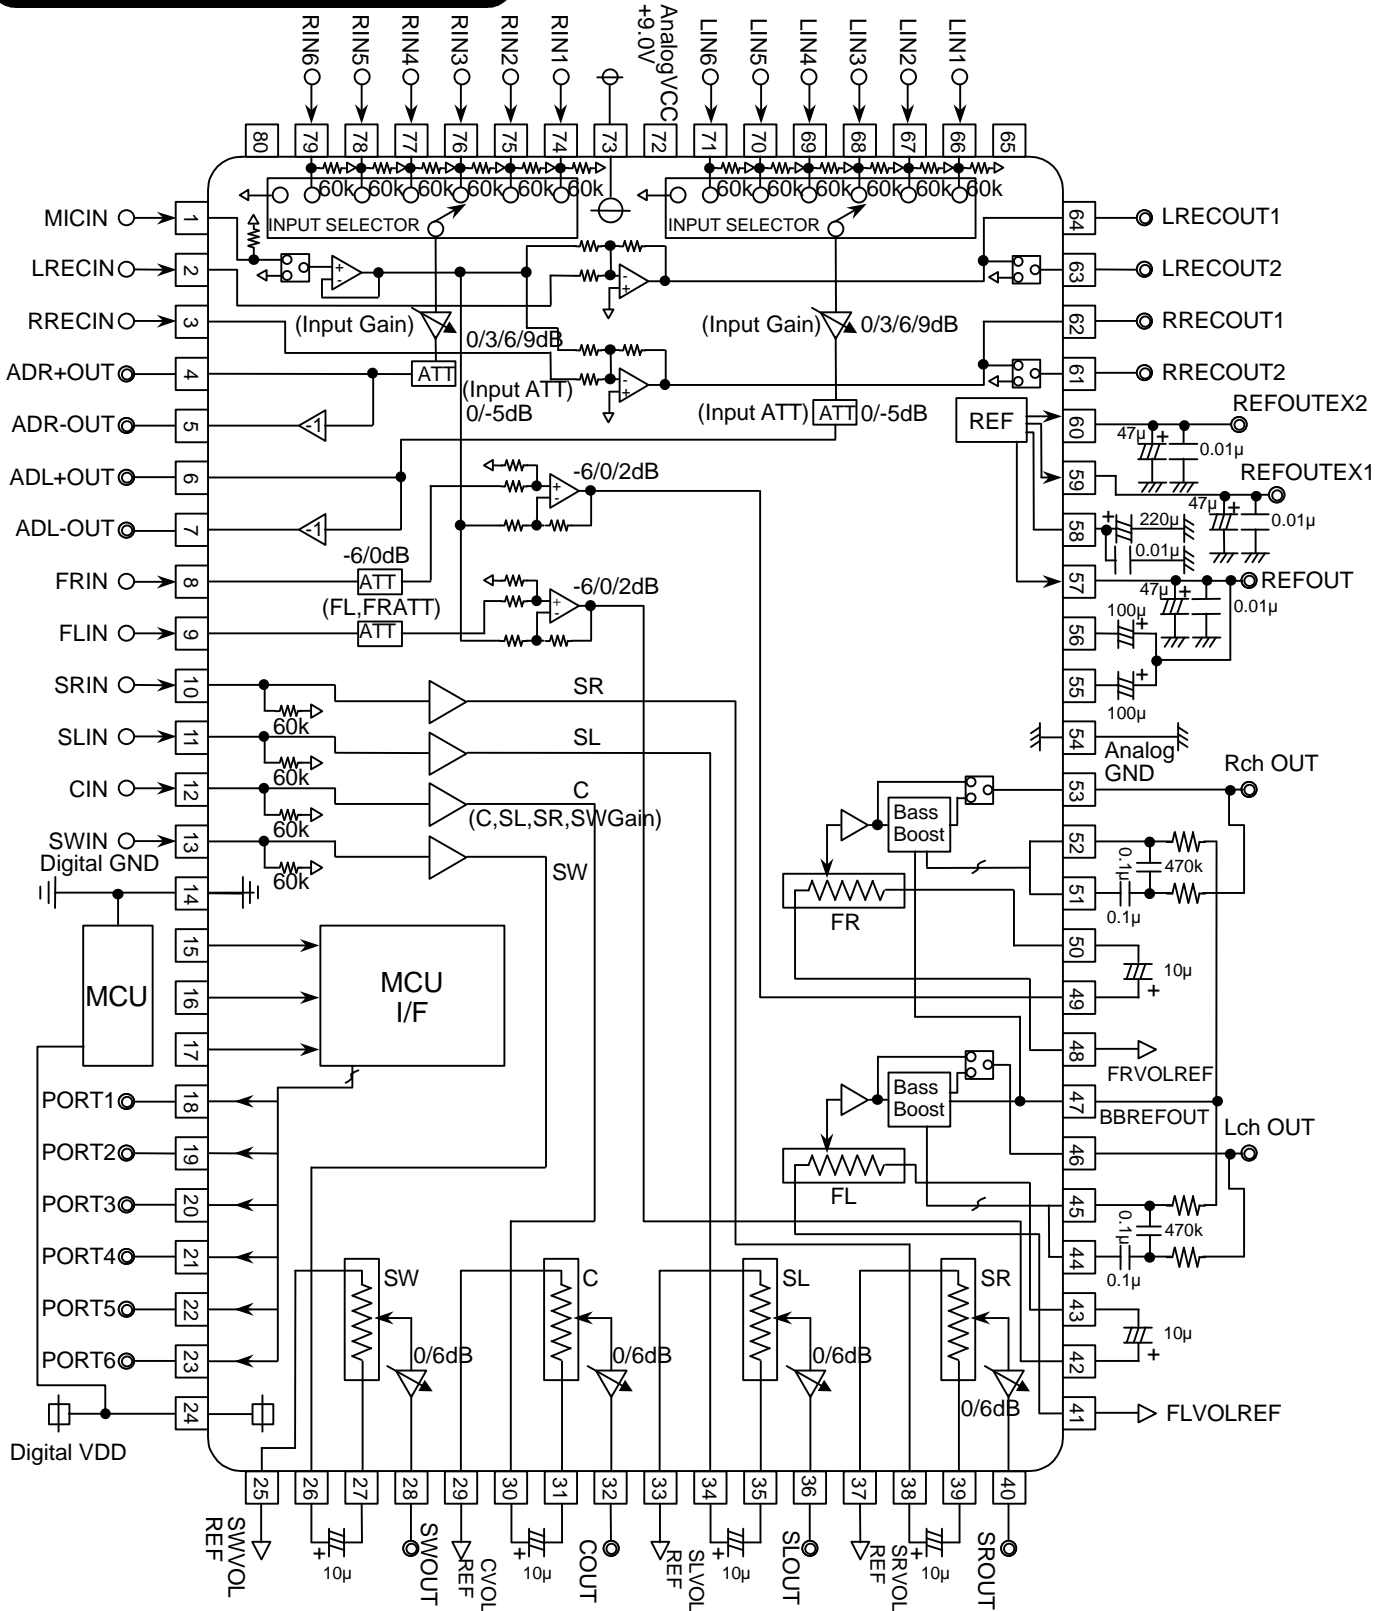 RIN6
RIN5
RIN4
RIN3
RIN2
RIN1
AnalogVCC
+9.0V
LIN6
LIN5
LIN4
LIN3
LIN2
LIN1
80
79
78
77
76
75
74
73
72
71
70
69
68
67
66
65
60k
60k
60k
60k
60k
60k
60k
60k
60k
60k
60k
60k
INPUT SELECTOR
INPUT SELECTOR
MICIN
1
64
LRECOUT1
LRECIN
2
63
LRECOUT2
RRECIN
3
(Input Gain)
0/3/6/9dB
(Input Gain)
0/3/6/9dB
62
RRECOUT1
ADR+OUT
4
ATT
(Input ATT)
0/-5dB
61
RRECOUT2
(Input ATT)
ATT
0/-5dB
REF
REFOUTEX2
ADR-OUT
5
-1
60
47µ
+
0.01µ
ADL+OUT
6
-6/0/2dB
59
REFOUTEX1
47µ
+
0.01µ
ADL-OUT
7
-1
58
+
220µ
0.01µ
-6/0dB
FRIN
8
ATT
-6/0/2dB
57
REFOUT
47µ
+
0.01µ
(FL,FRATT)
FLIN
9
ATT
56
100µ
+
SRIN
10
SR
55
+
100µ
60k
SLIN
11
SL
54
Analog
GND
60k
CIN
12
C
(C,SL,SR,SWGain)
53
Rch OUT
60k
Bass
Boost
SWIN
13
SW
52
0.1µ
470k
60k
Digital GND
14
51
0.1µ
FR
15
50
MCU
MCU
I/F
16
49
10µ
+
17
48
FRVOLREF
PORT1
18
Bass
Boost
47
BBREFOUT
PORT2
19
46
Lch OUT
FL
PORT3
20
45
0.1µ
470k
PORT4
21
44
0.1µ
SW
C
SL
SR
PORT5
22
43
10µ
+
PORT6
23
0/6dB
0/6dB
0/6dB
0/6dB
42
24
41
FLVOLREF
Digital VDD
25
26
27
28
29
30
31
32
33
34
35
36
37
38
39
40
SWVOL
REF
+
10µ
SWOUT
CVOL
REF
+
10µ
COUT
SLVOL
REF
+
10µ
SLOUT
SRVOL
REF
+
10µ
SROUT